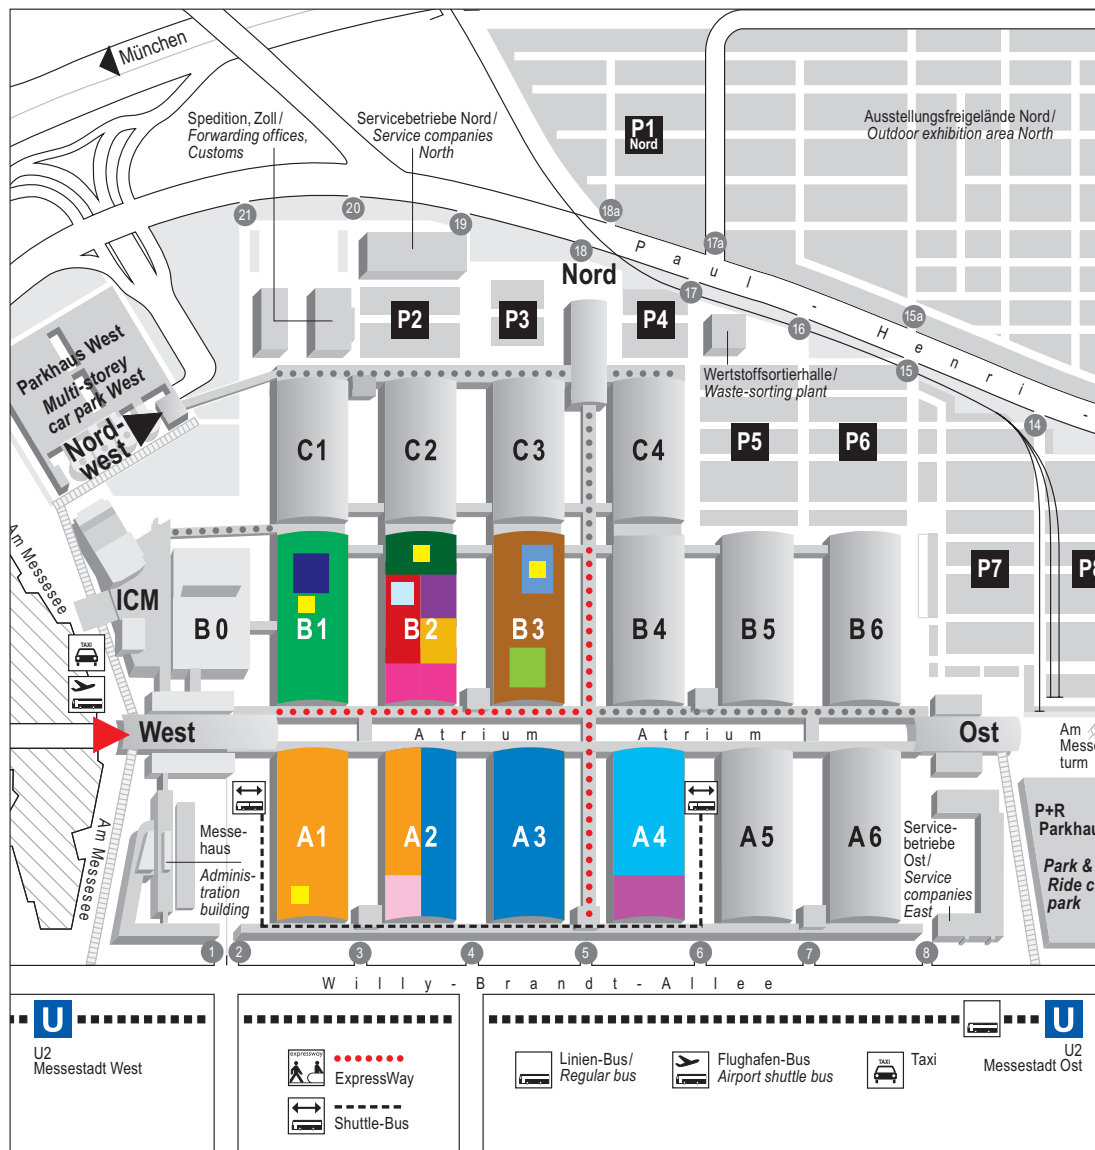 München
Spedition, Zoll /
Forwarding offices,
Customs
Servicebetriebe Nord /
Service companies
North
P1
Nord
Ausstellungsfreigelände Nord /
Outdoor exhibition area North
21
20
19
18a
18
17a
17
16
15a
15
14
Nord
Paul-Henri-
P2
P3
P4
Parkhaus West
Multi-storey
car park West
Nord-
west
Wertstoffsortierhalle /
Waste-sorting plant
C1
C2
C3
C4
P5
P6
P7
P8
Am Messesee
ICM
TAXI
B0
B1
B2
B3
B4
B5
B6
West
Atrium
Atrium
Ost
Am
Messe
turm
Am Messesee
Messe-
haus
Adminis-
tration
building
A1
A2
A3
A4
A5
A6
Service-
betriebe
Ost /
Service
companies
East
P+R
Parkhau
Park &
Ride c
park
1
2
3
4
5
6
7
8
Willy-Brandt-Allee
U
U2
Messestadt West
expressway
ExpressWay
Shuttle-Bus
Linien-Bus /
Regular bus
Flughafen-Bus
Airport shuttle bus
TAXI
Taxi
U
U2
Messestadt Ost